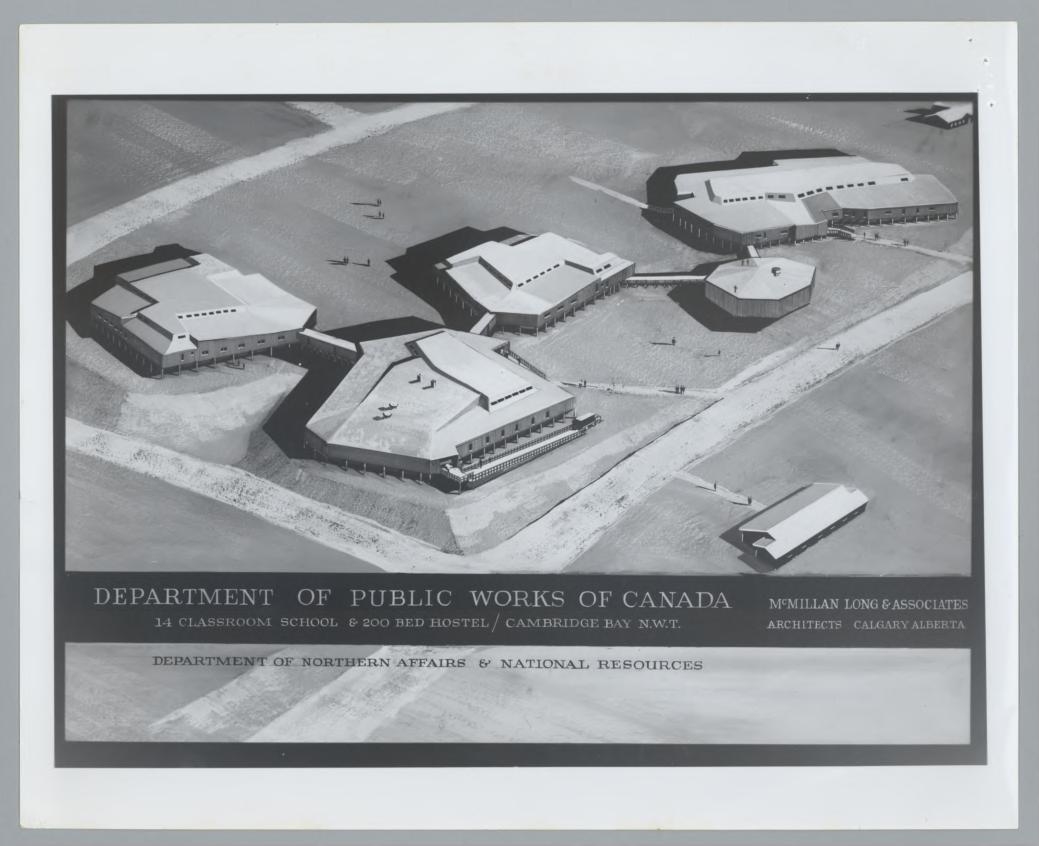 DEPARTMENT OF PUBLIC WORKS OF CANADA
14 CLASSROOM SCHOOL & 200 BED HOSTEL / CAMBRIDGE BAY N.W.T.
McMILLAN LONG & ASSOCIATES
ARCHITECTS CALGARY ALBERTA
DEPARTMENT OF NORTHERN AFFAIRS & NATIONAL RESOURCES